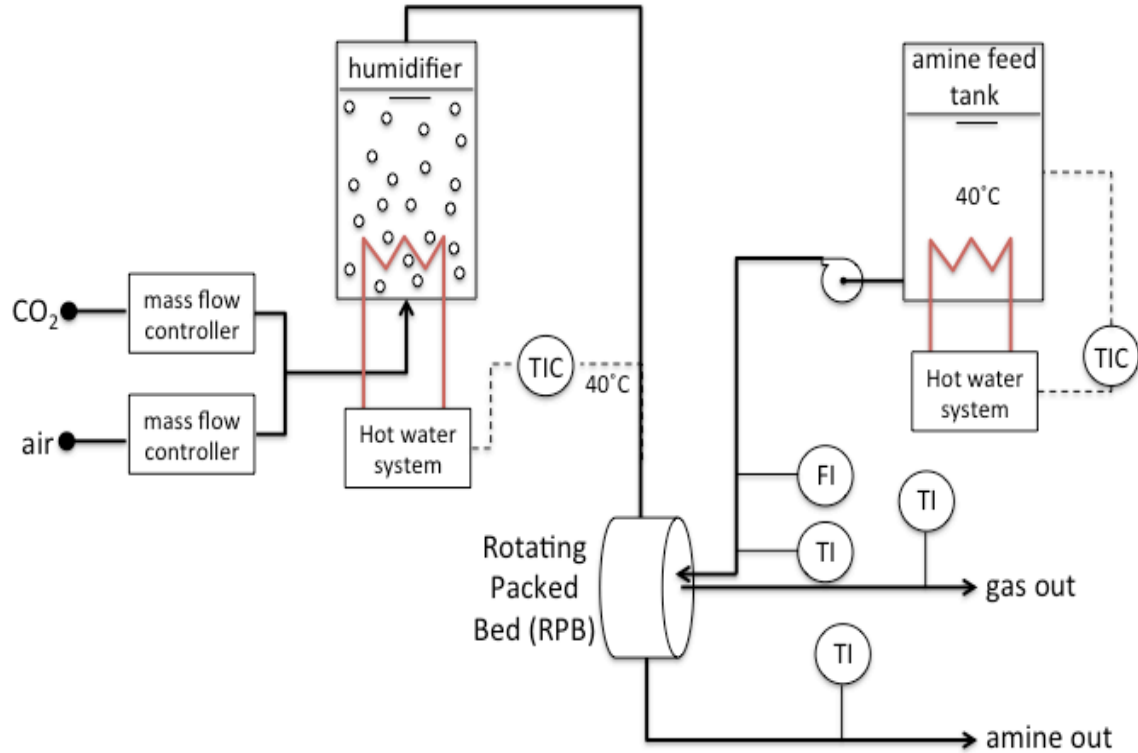 humidifier
amine feed
tank
40˚C
CO₂
mass flow
controller
air
mass flow
controller
TIC
40˚C
Hot water
system
TIC
Hot water
system
FI
TI
TI
Rotating
Packed
Bed (RPB)
gas out
TI
amine out